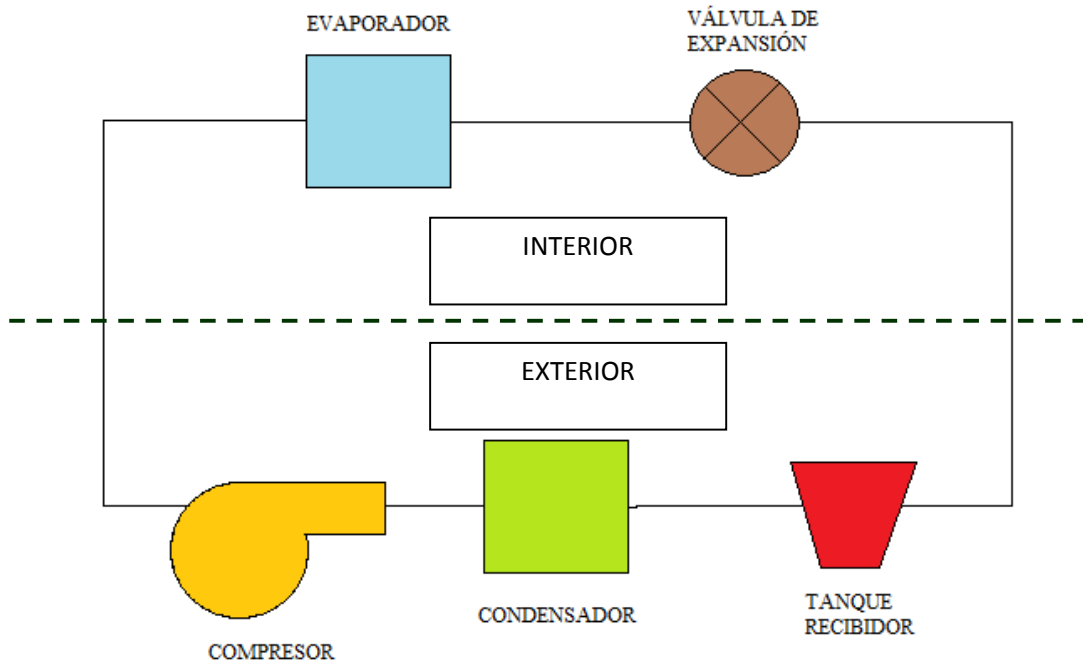 EVAPORADOR
VÁLVULA DE
EXPANSIÓN
INTERIOR
EXTERIOR
COMPRESOR
CONDENSADOR
TANQUE
RECIBIDOR